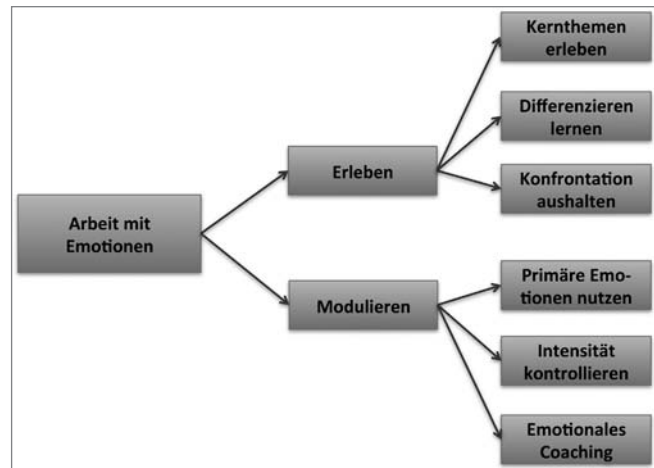 Arbeit mit
Emotionen
Erleben
Modulieren
Kernthemen
erleben
Differenzieren
lernen
Konfrontation
aushalten
Primäre Emo-
tionen nutzen
Intensität
kontrollieren
Emotionales
Coaching